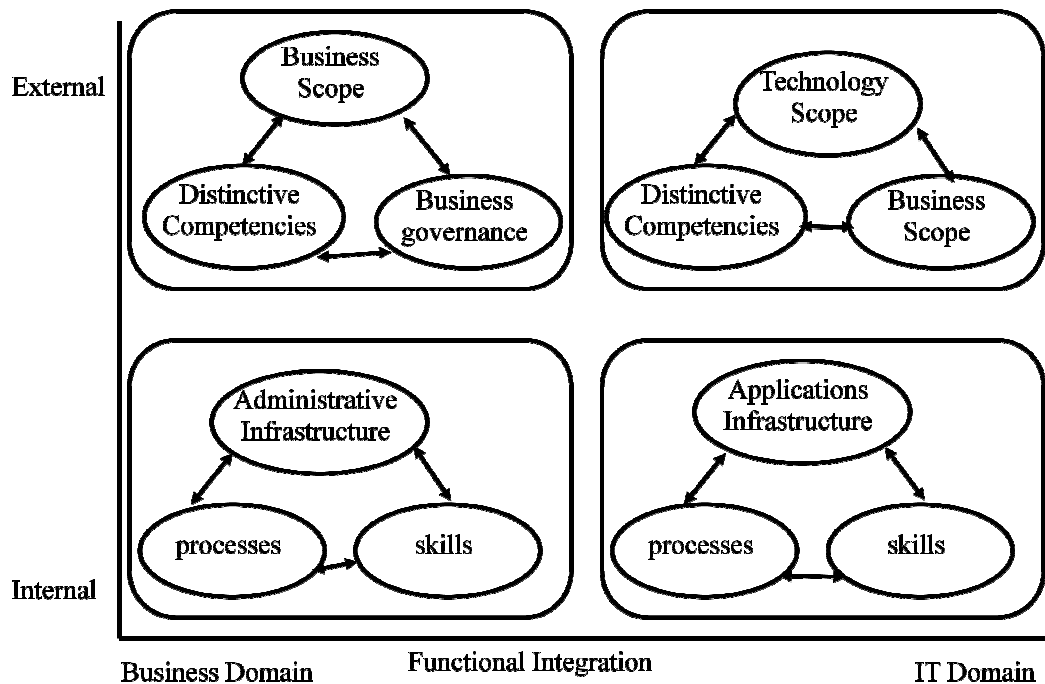 External
Business
Scope
Distinctive
Competencies
Business
governance
Technology
Scope
Distinctive
Competencies
Business
Scope
Administrative
Infrastructure
processes
skills
Applications
Infrastructure
processes
skills
Internal
Business Domain
Functional Integration
IT Domain